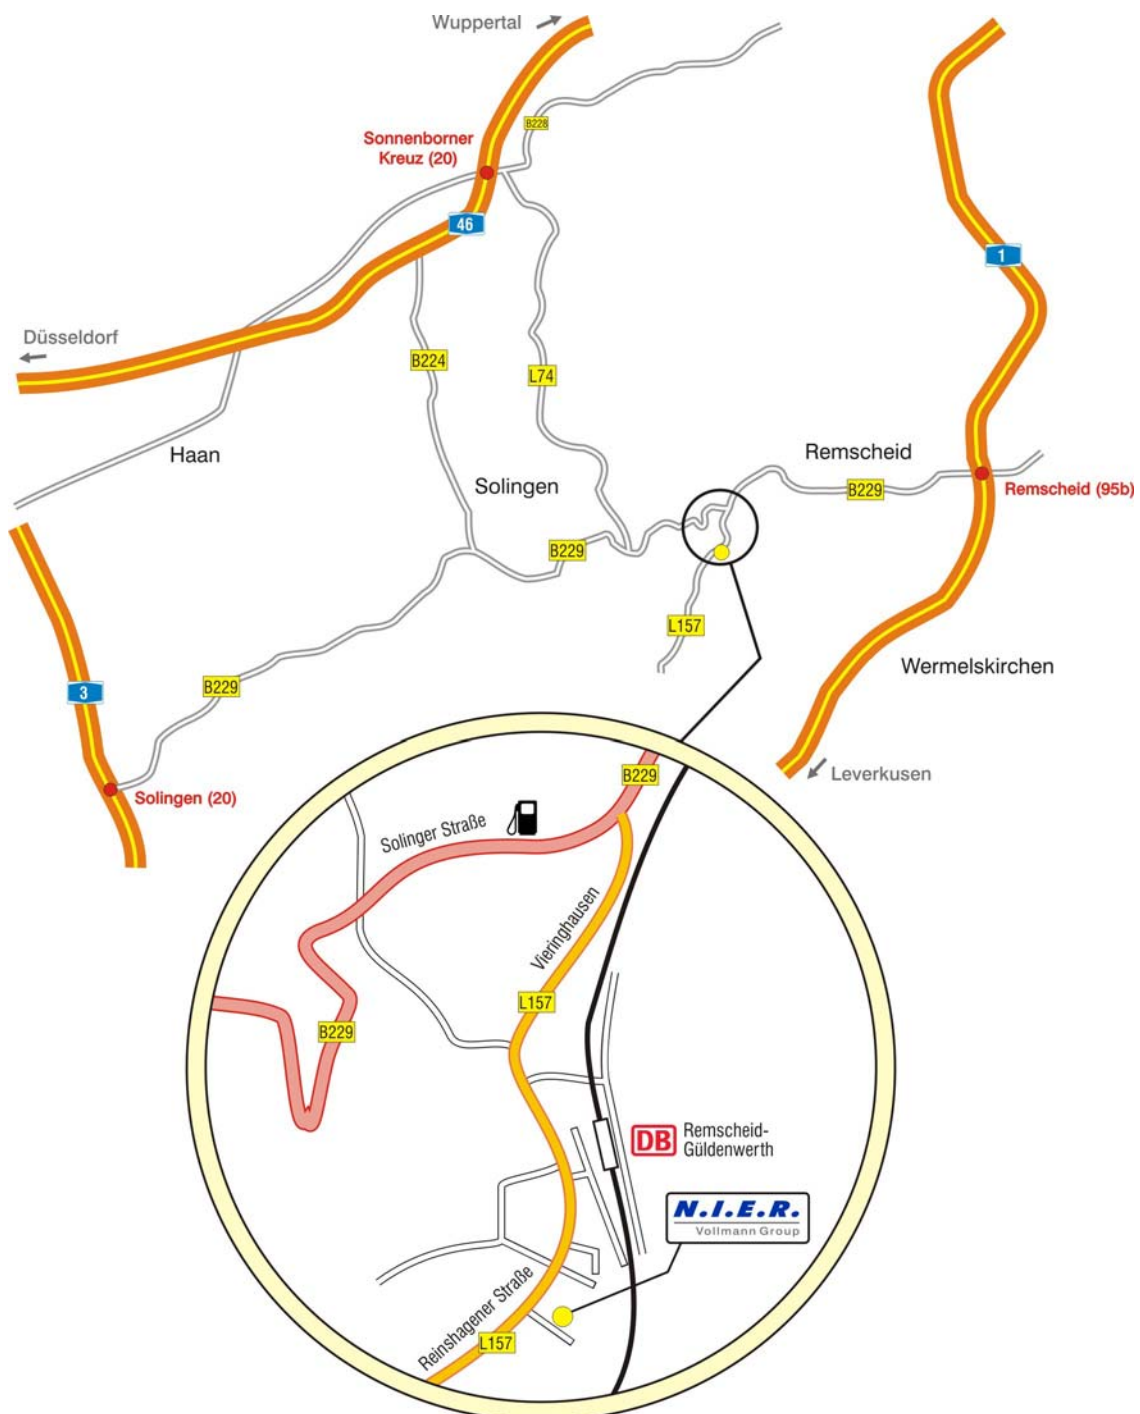 Wuppertal
B228
Sonnenborner
Kreuz (20)
46
1
Düsseldorf
B224
L74
Haan
Solingen
Remscheid
B229
Remscheid (95b)
B229
L157
Wermelskirchen
3
B229
Leverkusen
Solingen (20)
B229
Solinger Straße
Vieringhausen
L157
B229
DB
Remscheid-
Güldenwerth
N.I.E.R.
Vollmann Group
Reinshagener Straße
L157